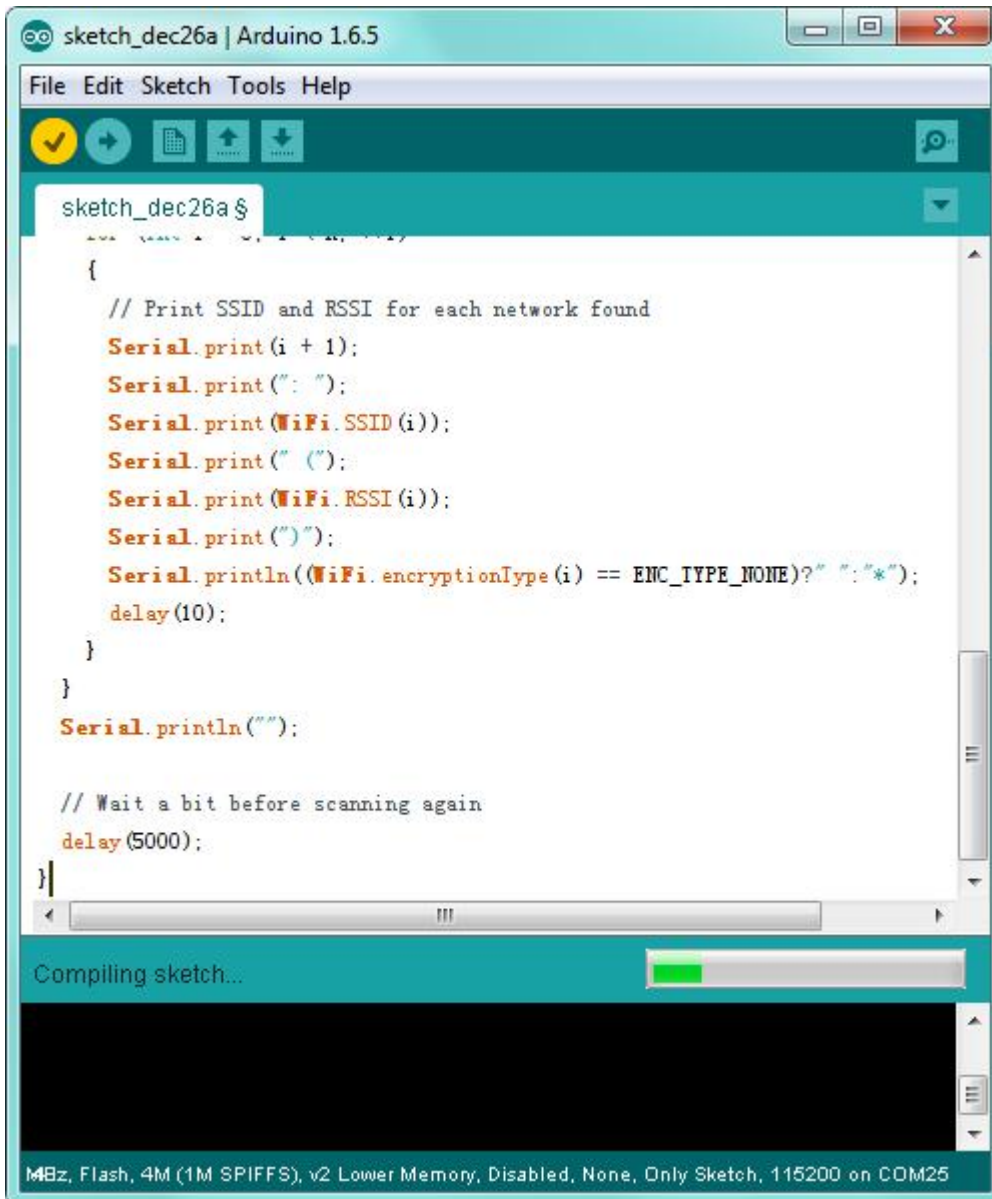 sketch_dec26a | Arduino 1.6.5
File Edit Sketch Tools Help
sketch_dec26a §
{
// Print SSID and RSSI for each network found
Serial.print(i + 1);
Serial.print(": ");
Serial.print(WiFi.SSID(i));
Serial.print(" (");
Serial.print(WiFi.RSSI(i));
Serial.print(")");
Serial.println((WiFi.encryptionType(i) == ENC_TYPE_NONE)?" ":"*");
delay(10);
}
}
Serial.println("");
// Wait a bit before scanning again
delay(5000);
}
Compiling sketch...
Flash, 4M (1M SPIFFS), v2 Lower Memory, Disabled, None, Only Sketch, 115200 on COM25